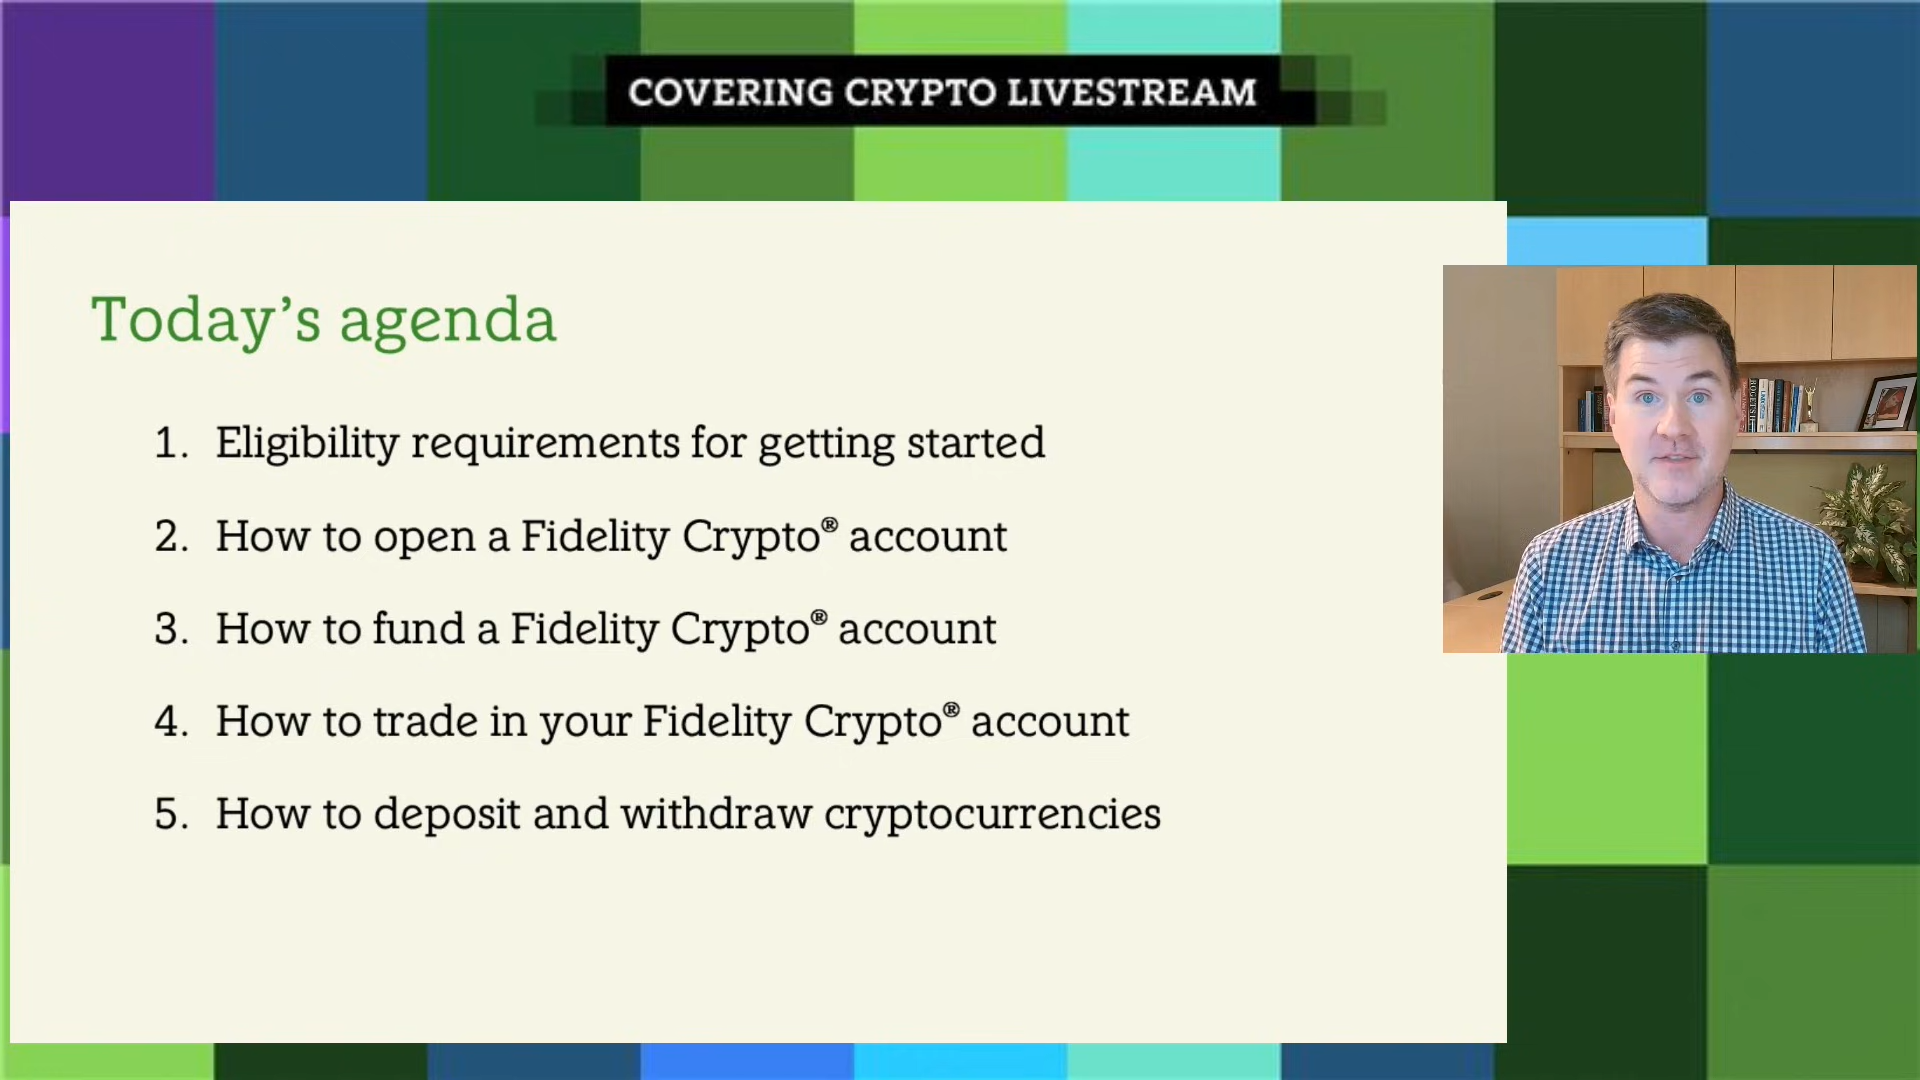 COVERING CRYPTO LIVESTREAM
Today’s agenda
1. Eligibility requirements for getting started
2. How to open a Fidelity Crypto® account
3. How to fund a Fidelity Crypto® account
4. How to trade in your Fidelity Crypto® account
5. How to deposit and withdraw cryptocurrencies